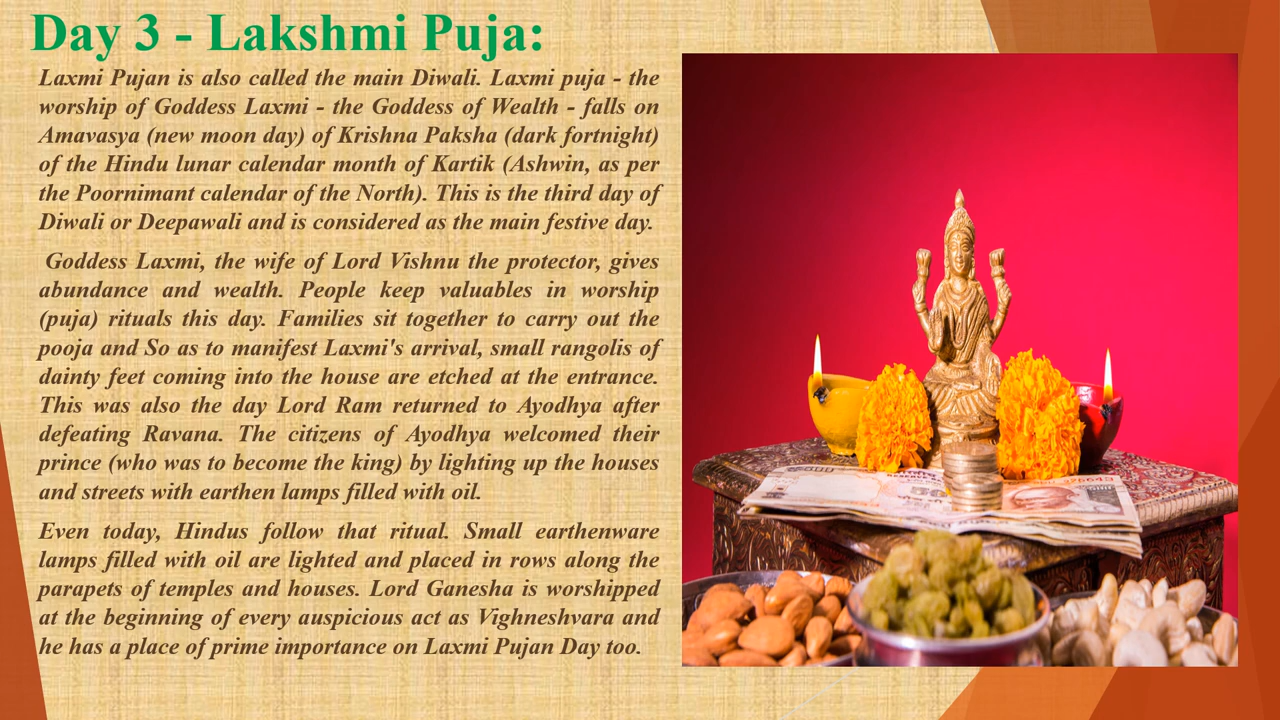 Day 3 - Lakshmi Puja:
Laxmi Pujan is also called the main Diwali. Laxmi puja - the
worship of Goddess Laxmi - the Goddess of Wealth - falls on
Amavasya (new moon day) of Krishna Paksha (dark fortnight)
of the Hindu lunar calendar month of Kartik (Ashwin, as per
the Poornimant calendar of the North). This is the third day of
Diwali or Deepawali and is considered as the main festive day.
Goddess Laxmi, the wife of Lord Vishnu the protector, gives
abundance and wealth. People keep valuables in worship
(puja) rituals this day. Families sit together to carry out the
pooja and So as to manifest Laxmi's arrival, small rangolis of
dainty feet coming into the house are etched at the entrance.
This was also the day Lord Ram returned to Ayodhya after
defeating Ravana. The citizens of Ayodhya welcomed their
prince (who was to become the king) by lighting up the houses
and streets with earthen lamps filled with oil.
Even today, Hindus follow that ritual. Small earthenware
lamps filled with oil are lighted and placed in rows along the
parapets of temples and houses. Lord Ganesha is worshipped
at the beginning of every auspicious act as Vighneshvara and
he has a place of prime importance on Laxmi Pujan Day too.